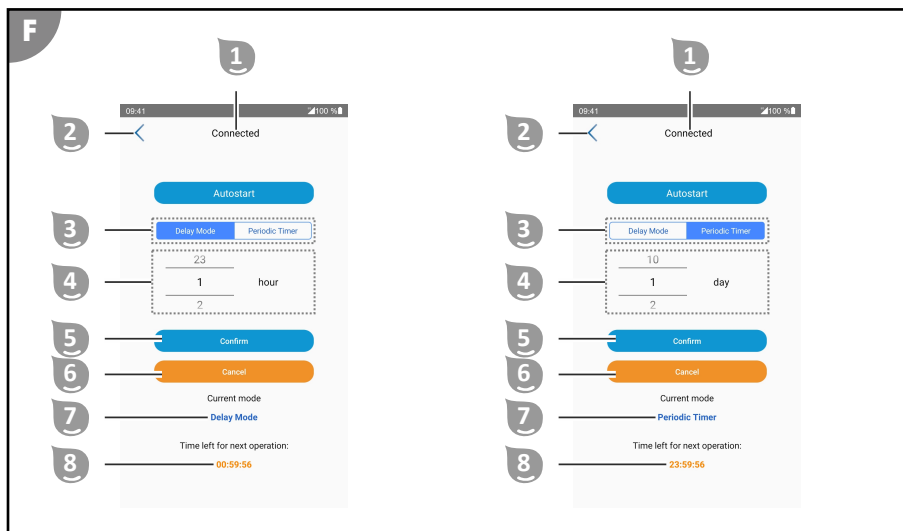 F
1
1
09:41 100 %
09:41 100 %
2 Connected
2 Connected
Autostart
Autostart
3 Delay Mode Periodic Timer
3 Delay Mode Periodic Timer
23
10
4 1 hour
4 1 day
2
2
5 Confirm
5 Confirm
6 Cancel
6 Cancel
Current mode
Current mode
7 Delay Mode
7 Periodic Timer
Time left for next operation:
Time left for next operation:
8 00:59:56
8 23:59:56